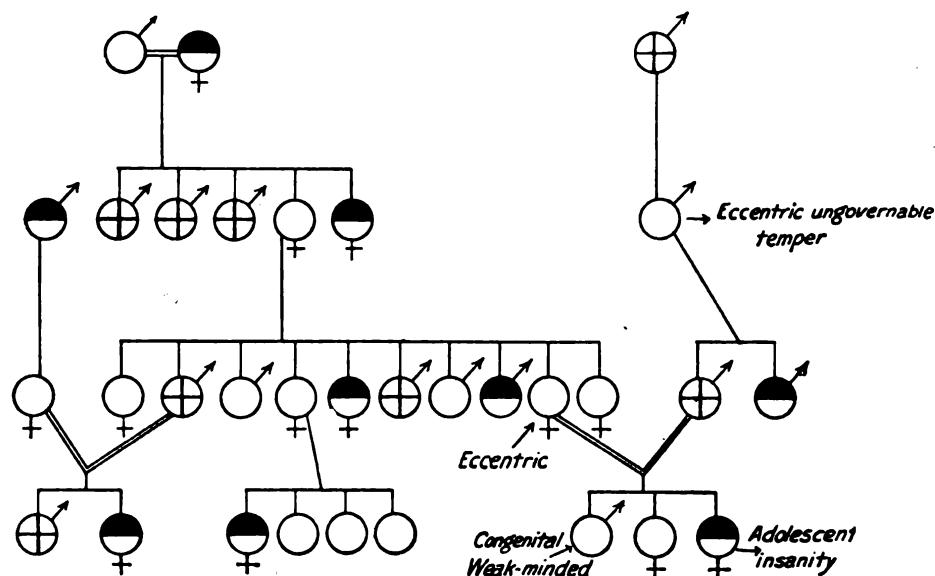 Eccentric ungovernable
temper
Eccentric
Congenital
Weak-minded
Adolescent
insanity